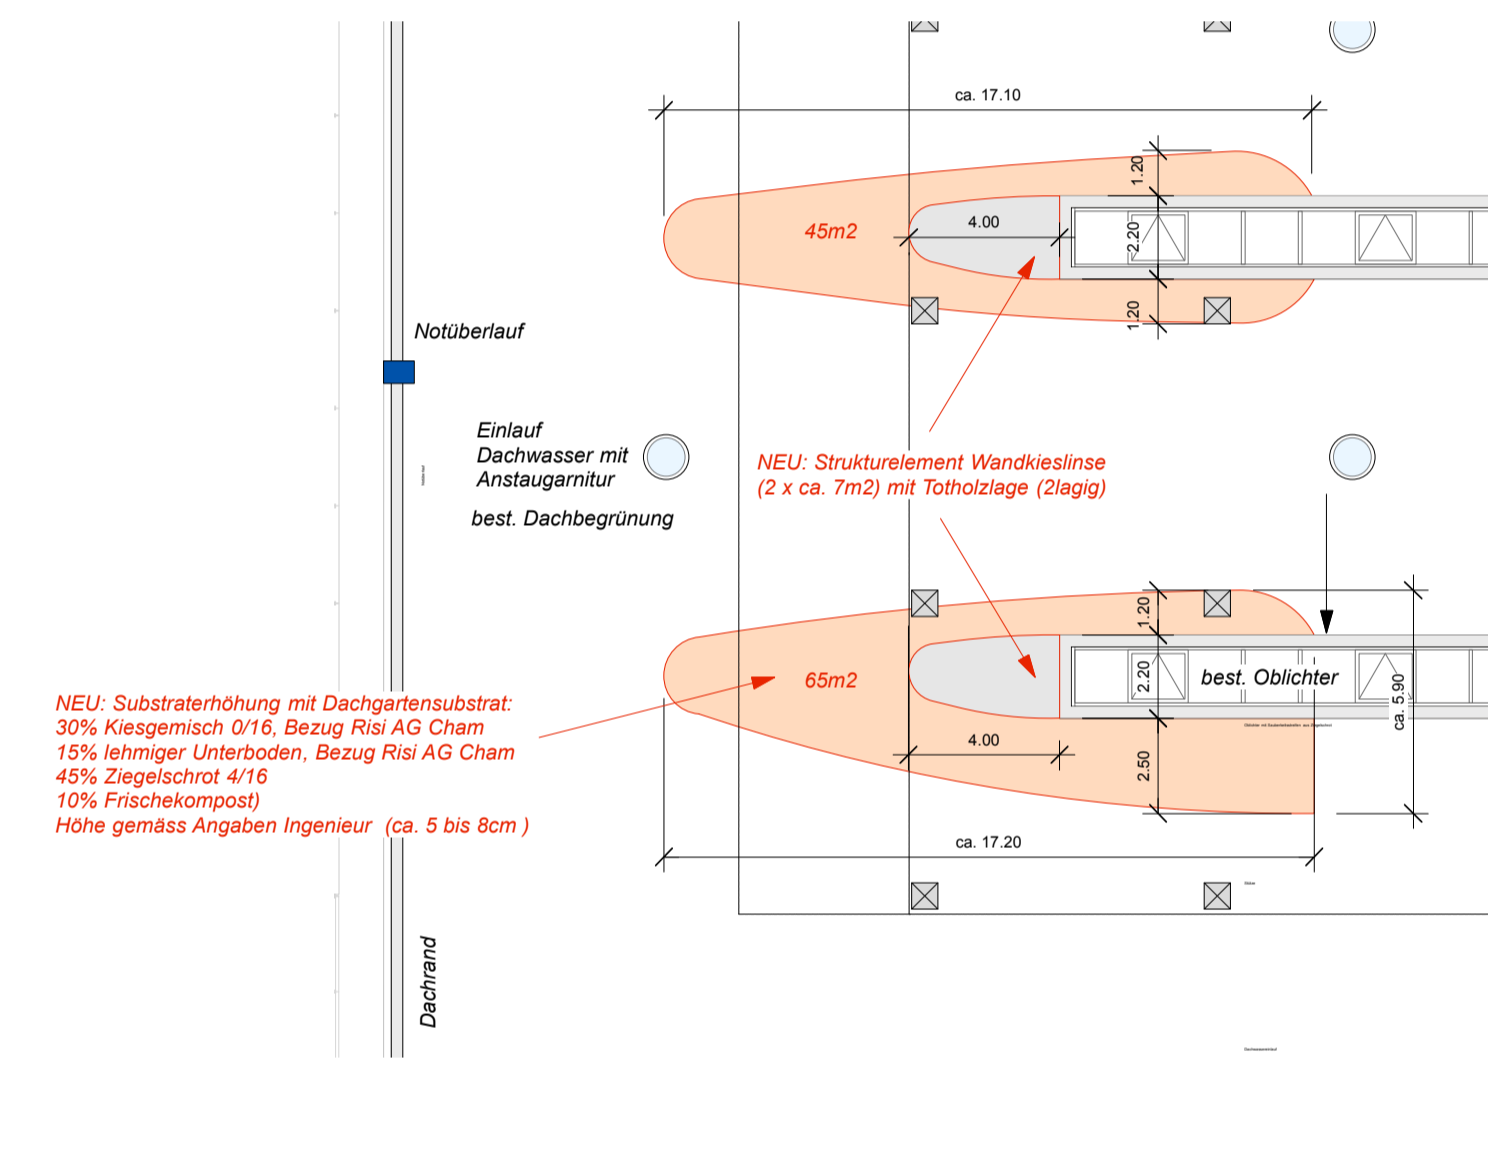 ca. 17.10
1.20
45m2
4.00
2.20
1.20
Notüberlauf
Einlauf
Dachwasser mit
Anstaugarnitur
best. Dachbegrünung
NEU: Strukturelement Wandkieslinse
(2 x ca. 7m2) mit Totholzlage (2lagig)
1.20
65m2
2.20
best. Oblichter
ca. 5.90
NEU: Substraterhöhung mit Dachgartensubstrat:
30% Kiesgemisch 0/16, Bezug Risi AG Cham
15% lehmiger Unterboden, Bezug Risi AG Cham
45% Ziegelschrot 4/16
10% Frischekompost)
Höhe gemäss Angaben Ingenieur (ca. 5 bis 8cm )
4.00
2.50
ca. 17.20
Dachrand